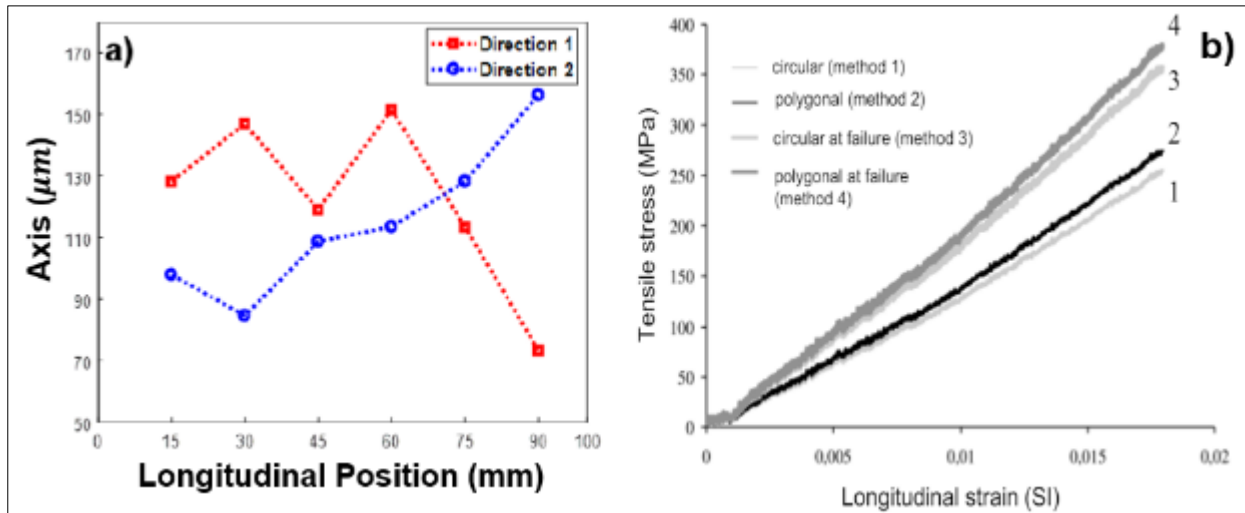 a)
Direction 1
Direction 2
170
150
130
110
90
70
50
Axis (μm)
0
15
30
45
60
75
90
100
Longitudinal Position (mm)
b)
400
350
300
250
200
150
100
50
0
Tensile stress (MPa)
circular (method 1)
polygonal (method 2)
circular at failure (method 3)
polygonal at failure
(method 4)
4
3
2
1
0
0,005
0,01
0,015
0,02
Longitudinal strain (SI)